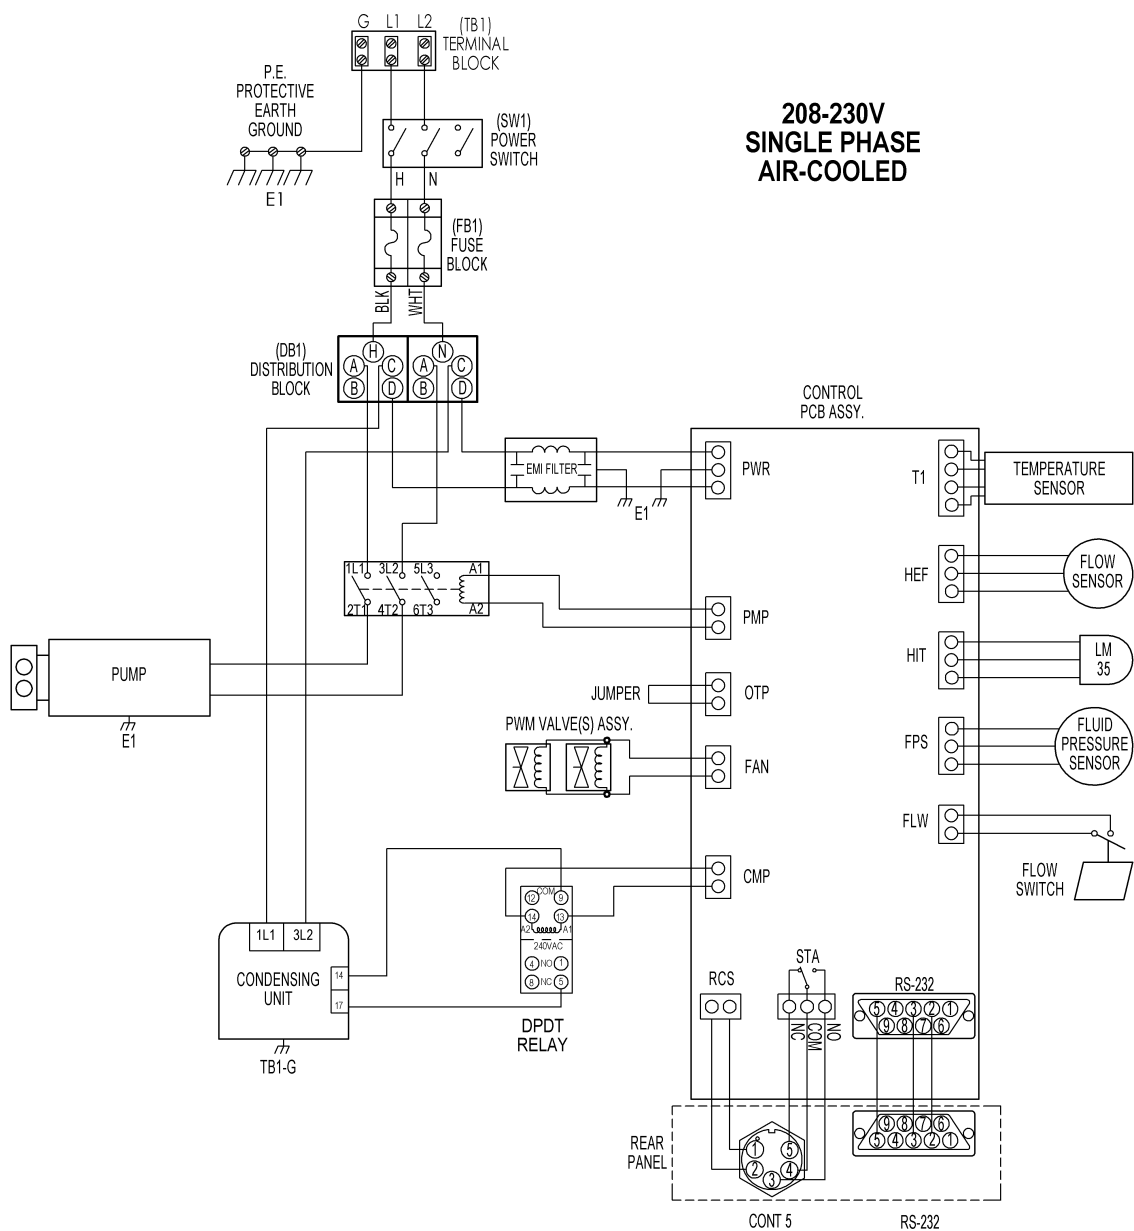 G L1 L2
(TB1)
TERMINAL
BLOCK
P.E.
PROTECTIVE
EARTH
GROUND
E1
(SW1)
POWER
SWITCH
H N
208-230V
SINGLE PHASE
AIR-COOLED
(FB1)
FUSE
BLOCK
BLK
WHT
(DB1)
DISTRIBUTION
BLOCK
H N
A C A C
B D B D
CONTROL
PCB ASSY.
EMI FILTER
E1
PWR
T1
TEMPERATURE
SENSOR
1L1 3L2 5L3 A1
2T1 4T2 6T3 A2
PMP
HEF
FLOW
SENSOR
PUMP
E1
JUMPER
OTP
HIT
LM
35
PWM VALVE(S) ASSY.
FAN
FPS
FLUID
PRESSURE
SENSOR
FLW
FLOW
SWITCH
CMP
12 COM 9
14 13
A2 A1
240VAC
4 NO 1
8 NC 5
DPDT
RELAY
1L1 3L2
CONDENSING
UNIT
14
17
TB1-G
RCS
STA
NC
COM
NO
RS-232
5 4 3 2 1
9 8 7 6
REAR
PANEL
1 5
2 4
3
9 8 7 6
5 4 3 2 1
CONT 5
RS-232